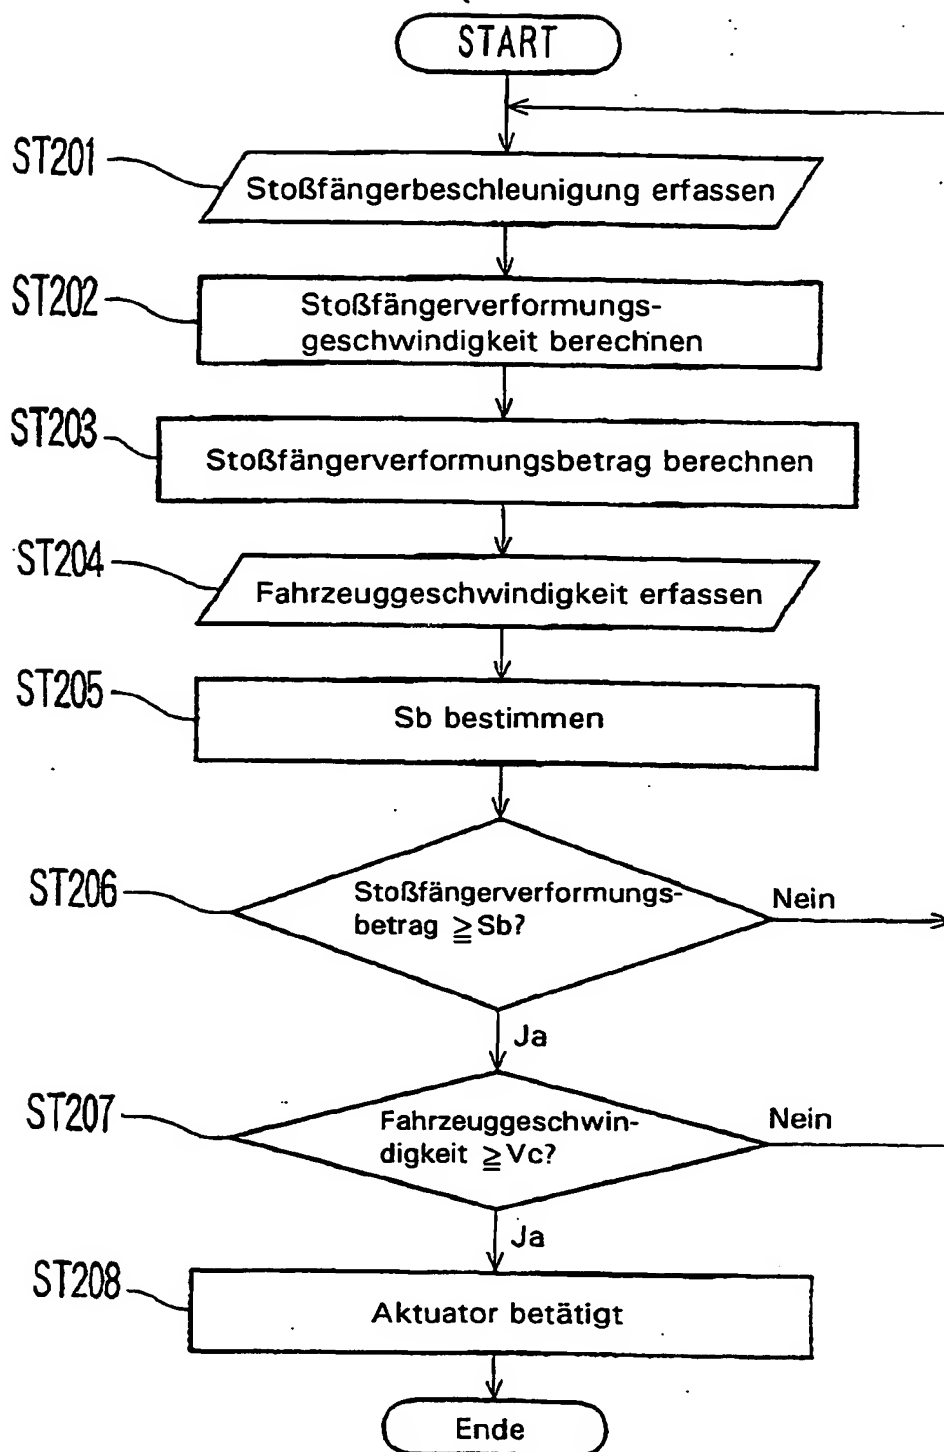 START
ST201
Stoßfängerbeschleunigung erfassen
ST202
Stoßfängerverformungs-
geschwindigkeit berechnen
ST203
Stoßfängerverformungsbetrag berechnen
ST204
Fahrzeuggeschwindigkeit erfassen
ST205
Sb bestimmen
ST206
Stoßfängerverformungs-
betrag ≧Sb?
Nein
Ja
ST207
Fahrzeuggeschwin-
digkeit ≧Vc?
Nein
Ja
ST208
Aktuator betätigt
Ende